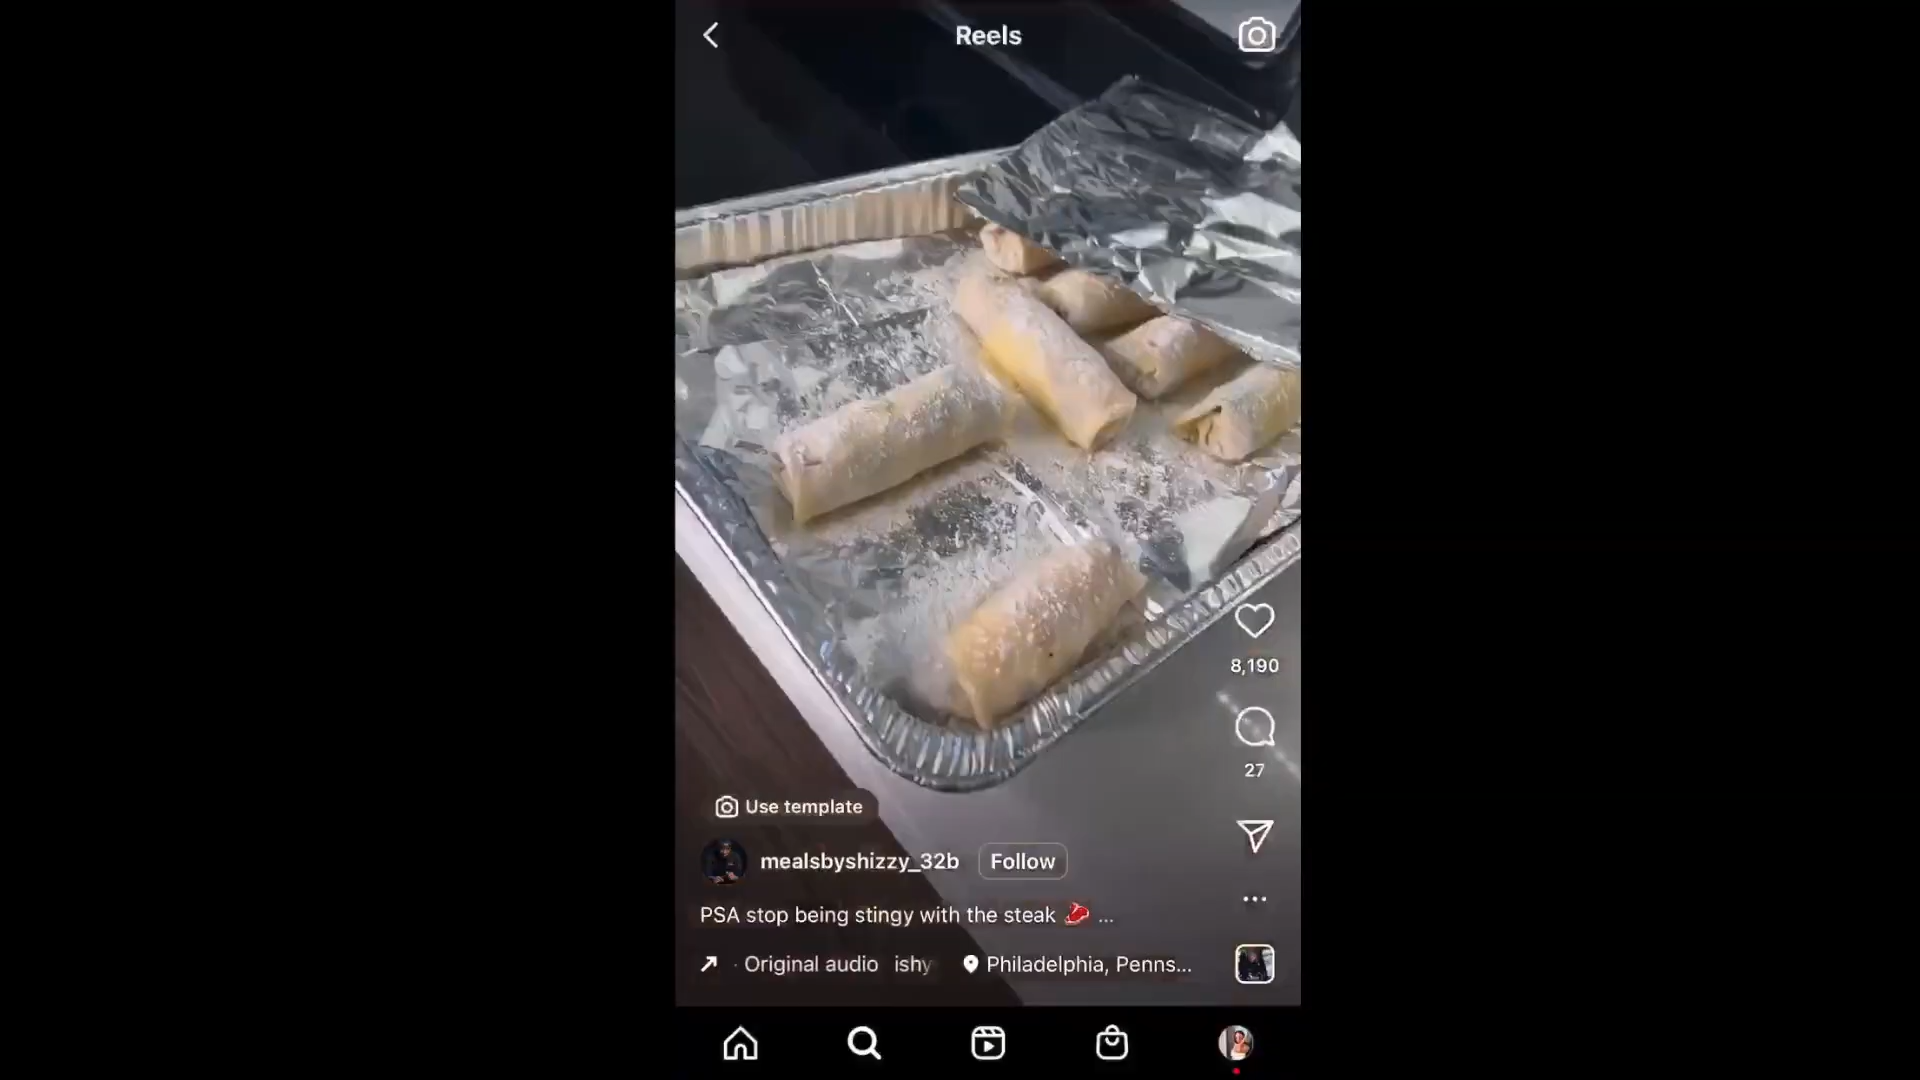 Reels
8,190
27
Use template
mealsbyshizzy_32b Follow
PSA stop being stingy with the steak 🥩 ...
· Original audio ishy Philadelphia, Penns...